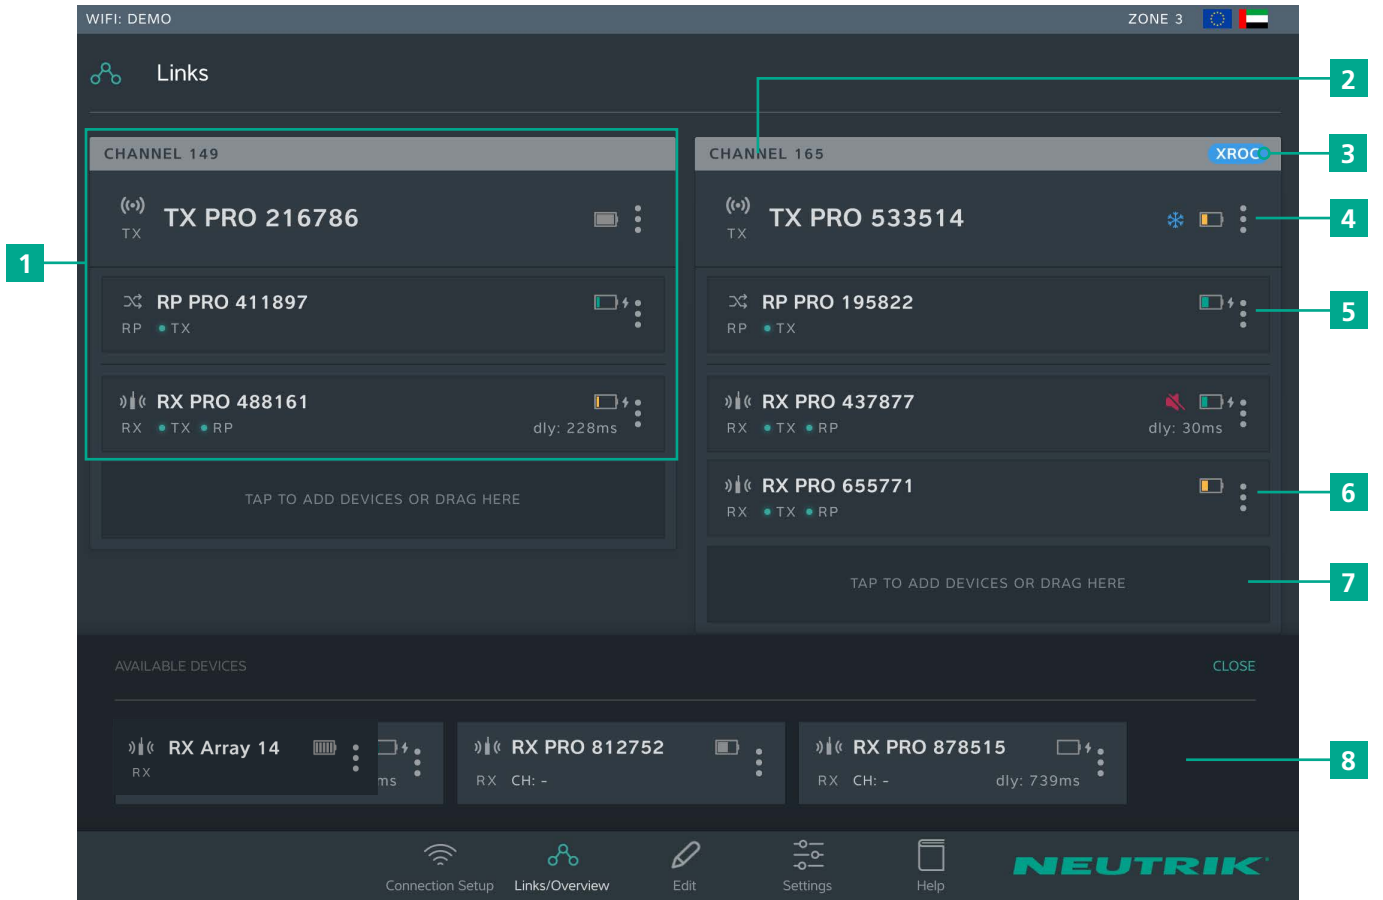 WIFI: DEMO
ZONE 3
Links
2
CHANNEL 149
CHANNEL 165
XROC
3
TX PRO 216786
TX
TX PRO 533514
TX
4
1
RP PRO 411897
RP TX
RP PRO 195822
RP TX
5
RX PRO 488161
RX TX RP
dly: 228ms
RX PRO 437877
RX TX RP
dly: 30ms
TAP TO ADD DEVICES OR DRAG HERE
RX PRO 655771
RX TX RP
6
TAP TO ADD DEVICES OR DRAG HERE
7
AVAILABLE DEVICES
CLOSE
RX Array 14
RX
ms
RX PRO 812752
RX CH: -
RX PRO 878515
RX CH: -
dly: 739ms
8
Connection Setup
Links/Overview
Edit
Settings
Help
NEUTRIK